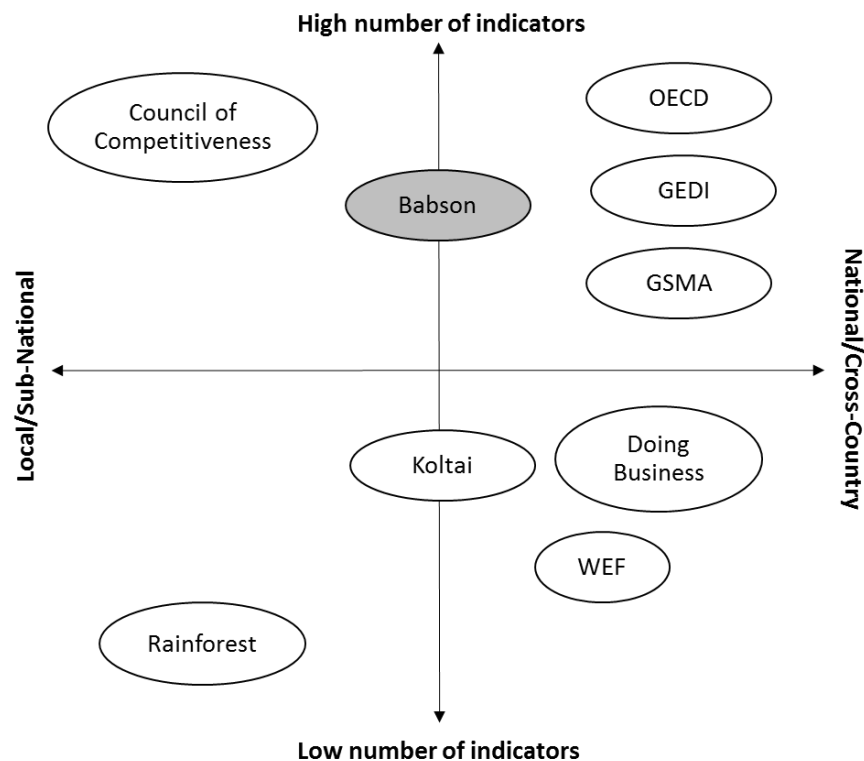 High number of indicators
OECD
Council of
Competitiveness
GEDI
Babson
GSMA
Local/Sub-National
National/Cross-Country
Doing
Business
Koltai
WEF
Rainforest
Low number of indicators